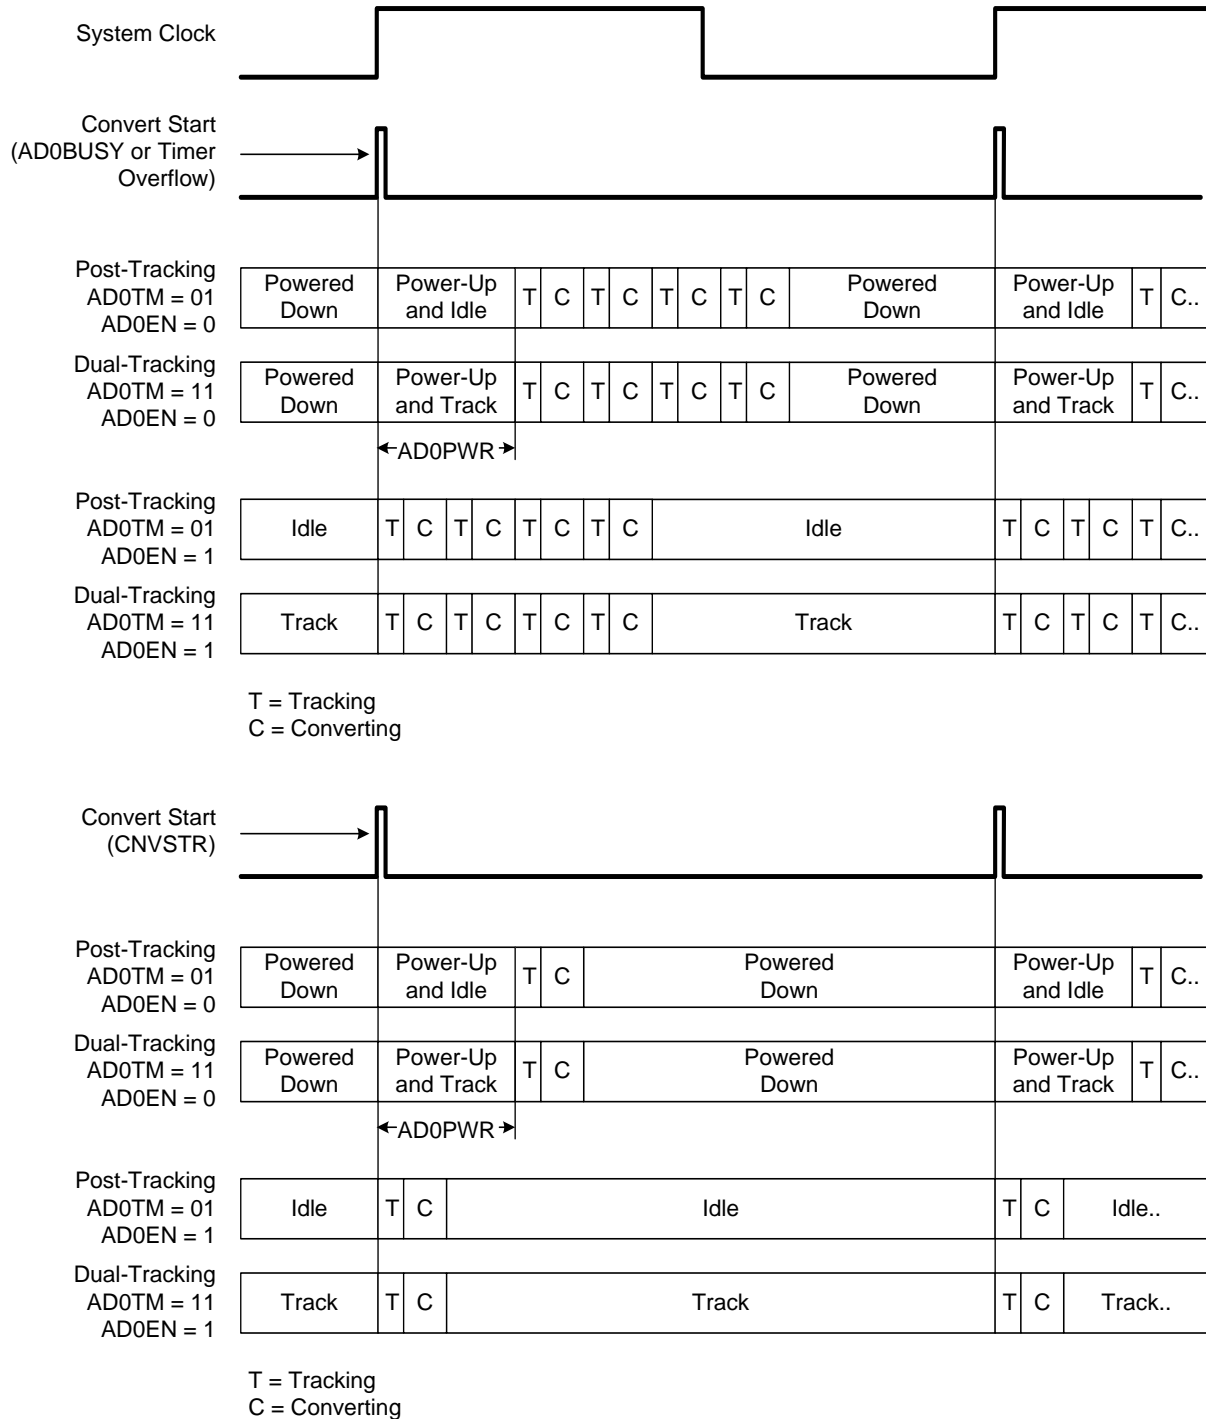 System Clock
Convert Start
(AD0BUSY or Timer
Overflow)
Post-Tracking
AD0TM = 01
AD0EN = 0
Powered
Down
Power-Up
and Idle
T C T C T C T C
Powered
Down
Power-Up
and Idle
T C..
Dual-Tracking
AD0TM = 11
AD0EN = 0
Powered
Down
Power-Up
and Track
T C T C T C T C
Powered
Down
Power-Up
and Track
T C..
AD0PWR
Post-Tracking
AD0TM = 01
AD0EN = 1
Idle T C T C T C T C Idle T C T C T C..
Dual-Tracking
AD0TM = 11
AD0EN = 1
Track T C T C T C T C Track T C T C T C..
T = Tracking
C = Converting
Convert Start
(CNVSTR)
Post-Tracking
AD0TM = 01
AD0EN = 0
Powered
Down
Power-Up
and Idle
T C
Powered
Down
Power-Up
and Idle
T C..
Dual-Tracking
AD0TM = 11
AD0EN = 0
Powered
Down
Power-Up
and Track
T C
Powered
Down
Power-Up
and Track
T C..
AD0PWR
Post-Tracking
AD0TM = 01
AD0EN = 1
Idle T C Idle T C Idle..
Dual-Tracking
AD0TM = 11
AD0EN = 1
Track T C Track T C Track..
T = Tracking
C = Converting